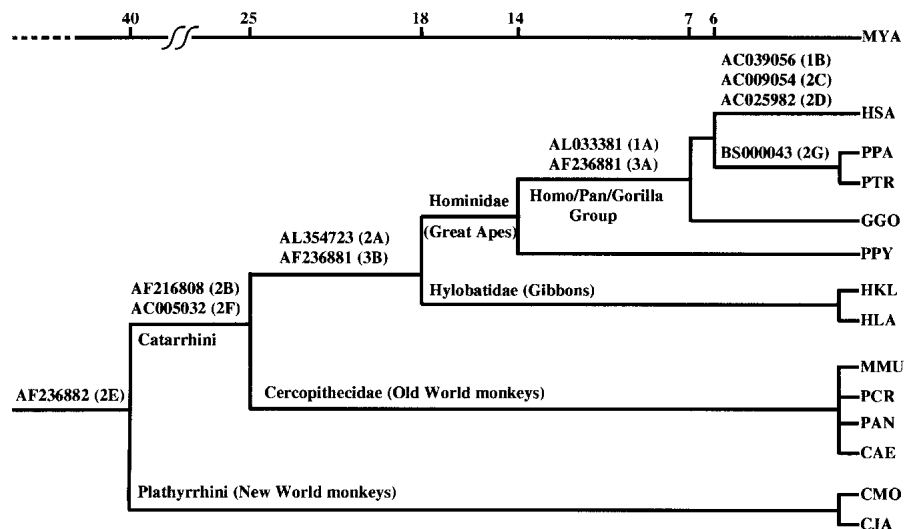 40 25 18 14 7 6
MYA
AC039056 (1B)
AC009054 (2C)
AC025982 (2D)
HSA
AL033381 (1A)
AF236881 (3A)
BS000043 (2G)
PPA
PTR
Hominidae
(Great Apes)
Homo/Pan/Gorilla
Group
GGO
AL354723 (2A)
AF236881 (3B)
PPY
AF216808 (2B)
AC005032 (2F)
Hylobatidae (Gibbons)
HKL
HLA
Catarrhini
MMU
AF236882 (2E)
Cercopithecidae (Old World monkeys)
PCR
PAN
CAE
Plathyrrhini (New World monkeys)
CMO
CJA